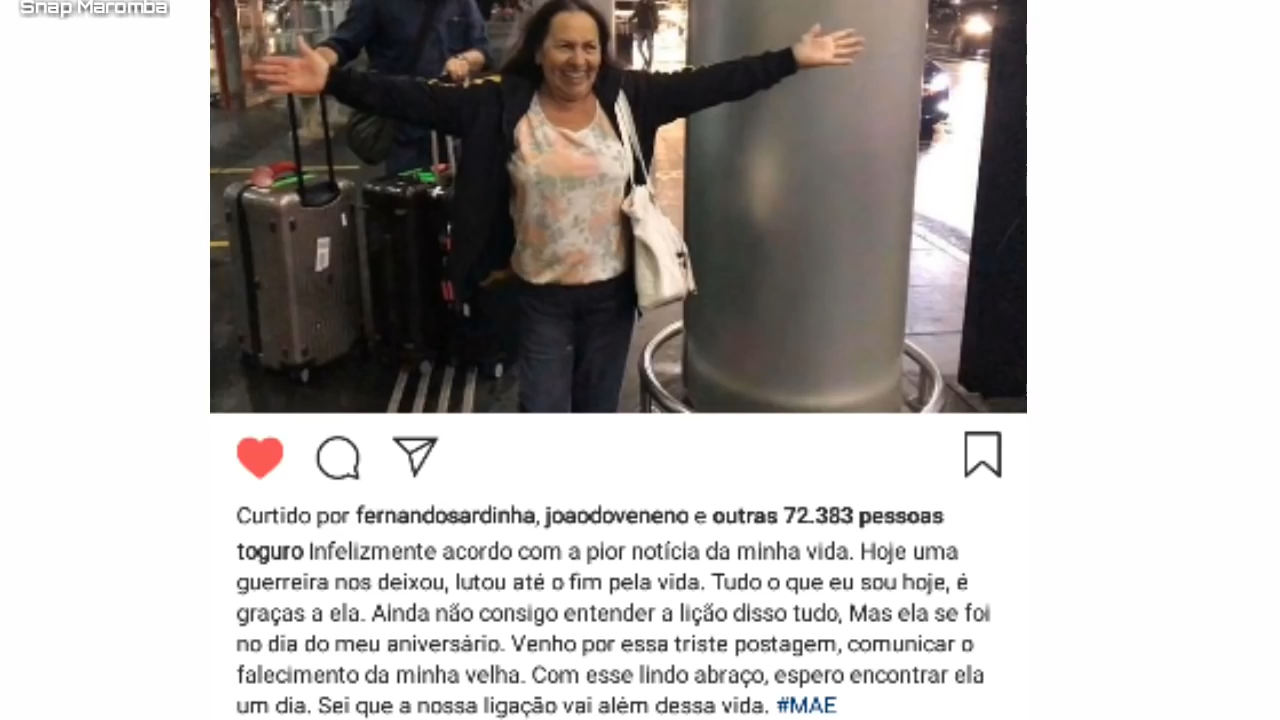 Snap Maromba
Curtido por fernandosardinha, joaodoveneno e outras 72.383 pessoas
toguro Infelizmente acordo com a pior notícia da minha vida. Hoje uma
guerreira nos deixou, lutou até o fim pela vida. Tudo o que eu sou hoje, é
graças a ela. Ainda não consigo entender a lição disso tudo, Mas ela se foi
no dia do meu aniversário. Venho por essa triste postagem, comunicar o
falecimento da minha velha. Com esse lindo abraço, espero encontrar ela
um dia. Sei que a nossa ligação vai além dessa vida. #MAE